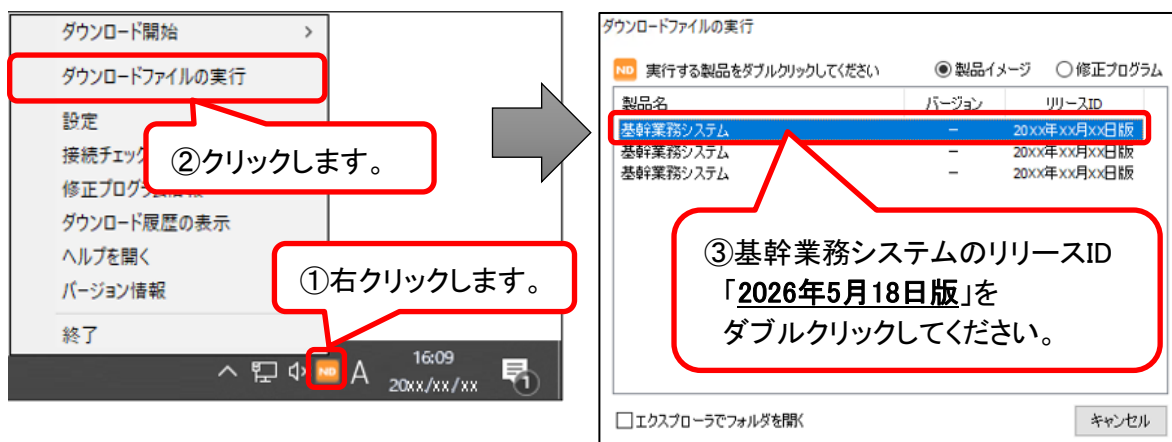 ダウンロード開始 >
ダウンロードファイルの実行
設定
接続チェック
②クリックします。
修正プログラム情報
ダウンロード履歴の表示
ヘルプを開く
①右クリックします。
バージョン情報
終了
ND A
16:09
20xx/xx/xx
1
ダウンロードファイルの実行
ND 実行する製品をダブルクリックしてください
製品イメージ 修正プログラム
製品名 バージョン リリースID
基幹業務システム － 20xx年xx月xx日版
基幹業務システム － 20xx年xx月xx日版
基幹業務システム － 20xx年xx月xx日版
③基幹業務システムのリリースID
「2026年5月18日版」を
ダブルクリックしてください。
エクスプローラでフォルダを開く
キャンセル